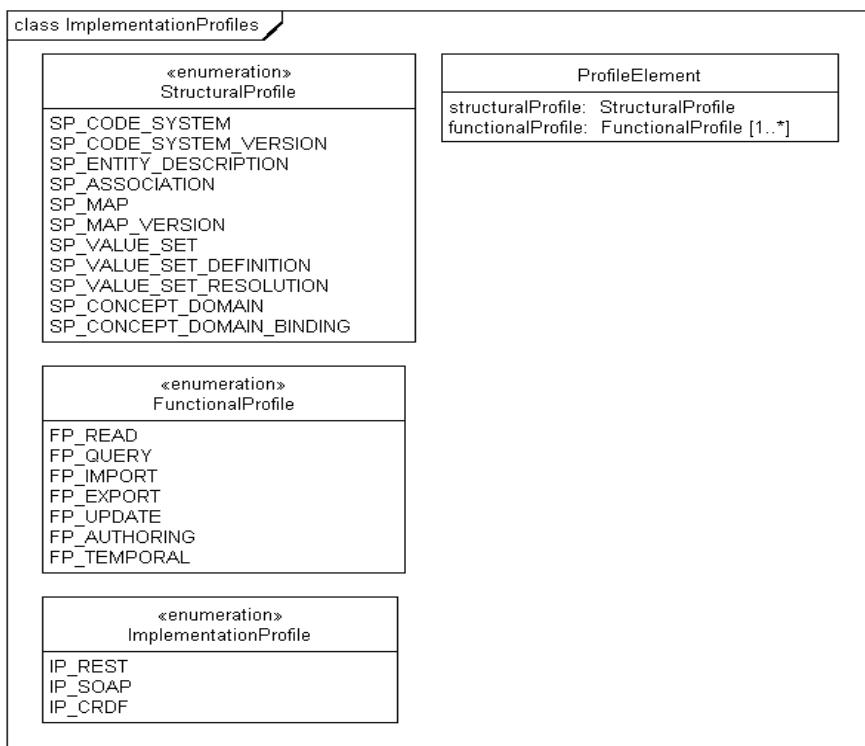 class ImplementationProfiles
«enumeration»
StructuralProfile
SP_CODE_SYSTEM
SP_CODE_SYSTEM_VERSION
SP_ENTITY_DESCRIPTION
SP_ASSOCIATION
SP_MAP
SP_MAP_VERSION
SP_VALUE_SET
SP_VALUE_SET_DEFINITION
SP_VALUE_SET_RESOLUTION
SP_CONCEPT_DOMAIN
SP_CONCEPT_DOMAIN_BINDING
ProfileElement
structuralProfile: StructuralProfile
functionalProfile: FunctionalProfile [1..*]
«enumeration»
FunctionalProfile
FP_READ
FP_QUERY
FP_IMPORT
FP_EXPORT
FP_UPDATE
FP_AUTHORING
FP_TEMPORAL
«enumeration»
ImplementationProfile
IP_REST
IP_SOAP
IP_CRDF